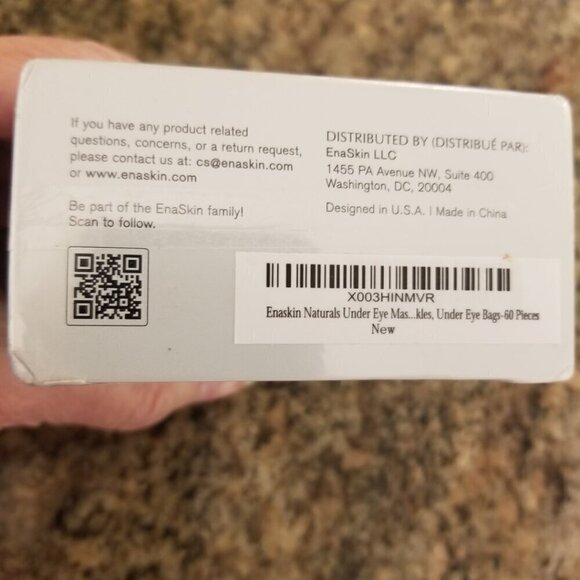 If you have any product related
questions, concerns, or a return request,
please contact us at: cs@enaskin.com
or www.enaskin.com
Be part of the EnaSkin family!
Scan to follow.
DISTRIBUTED BY (DISTRIBUÉ PAR):
EnaSkin LLC
1455 PA Avenue NW, Suite 400
Washington, DC, 20004
Designed in U.S.A. | Made in China
X003HINMVR
Enaskin Naturals Under Eye Mas...kles, Under Eye Bags-60 Pieces
New